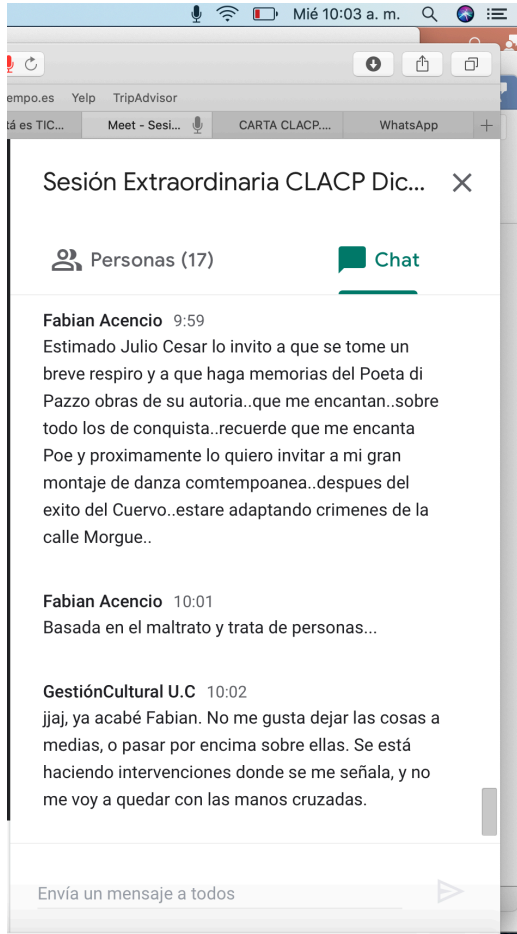 Mié 10:03 a. m.
empo.es Yelp TripAdvisor
tá es TIC... Meet - Sesi... CARTA CLACP.... WhatsApp
Sesión Extraordinaria CLACP Dic...
Personas (17) Chat
Fabian Acencio 9:59
Estimado Julio Cesar lo invito a que se tome un
breve respiro y a que haga memorias del Poeta di
Pazzo obras de su autoria..que me encantan..sobre
todo los de conquista..recuerde que me encanta
Poe y proximamente lo quiero invitar a mi gran
montaje de danza comtempoanea..despues del
exito del Cuervo..estare adaptando crimenes de la
calle Morgue..
Fabian Acencio 10:01
Basada en el maltrato y trata de personas...
GestiónCultural U.C 10:02
jjaj, ya acabé Fabian. No me gusta dejar las cosas a
medias, o pasar por encima sobre ellas. Se está
haciendo intervenciones donde se me señala, y no
me voy a quedar con las manos cruzadas.
Envía un mensaje a todos